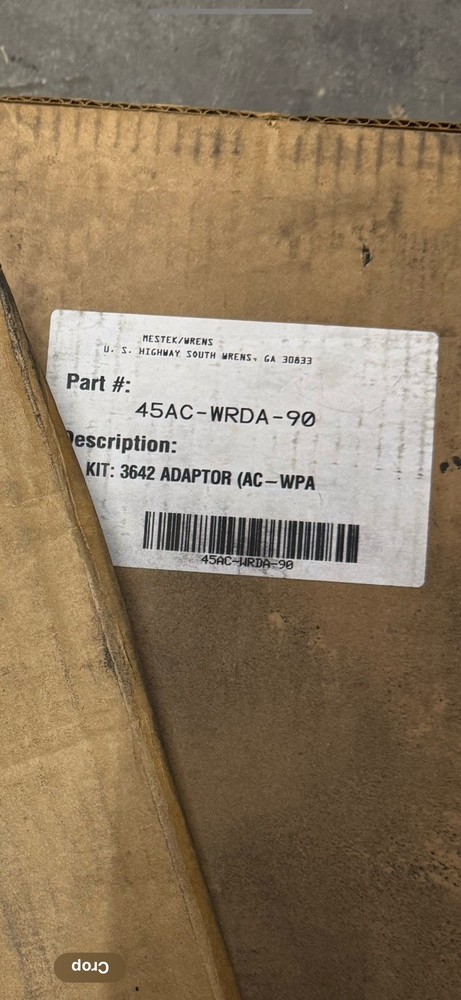 MESTEK/WRENS
U. S. HIGHWAY SOUTH WRENS, GA 30833
Part #:
45AC-WRDA-90
Description:
KIT: 3642 ADAPTOR (AC-WPA
45AC-WRDA-90
Crop